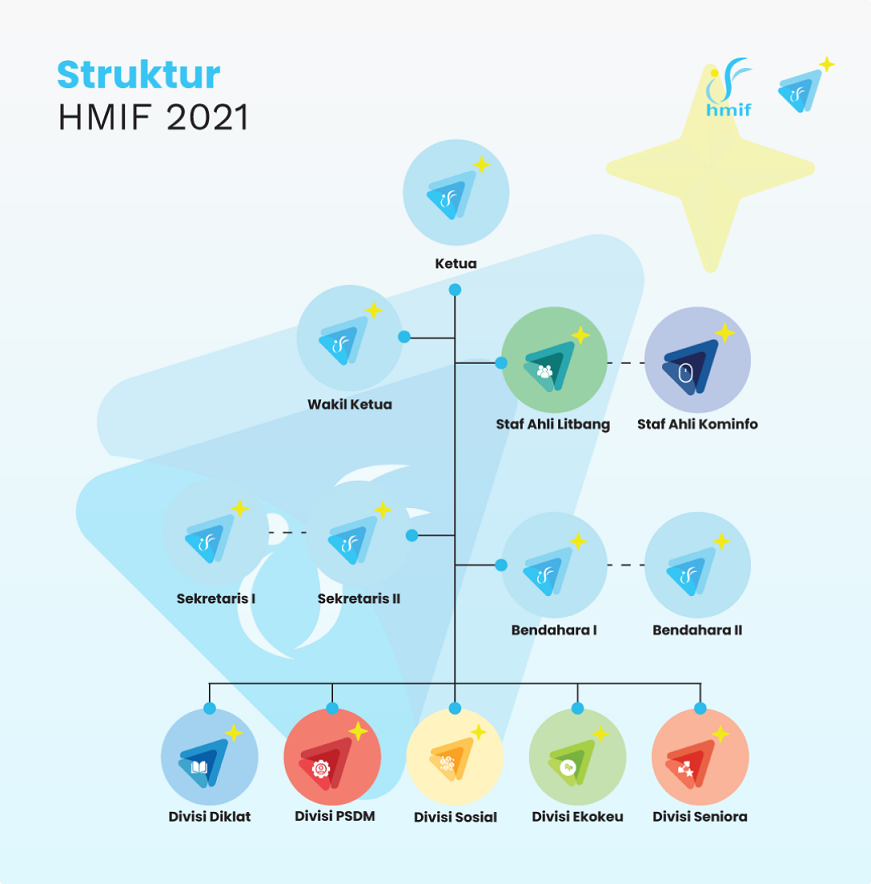 Struktur
HMIF 2021
hmif
Ketua
Wakil Ketua
Staf Ahli Litbang
Staf Ahli Kominfo
Sekretaris I
Sekretaris II
Bendahara I
Bendahara II
Divisi Diklat
Divisi PSDM
Divisi Sosial
Divisi Ekokeu
Divisi Seniora